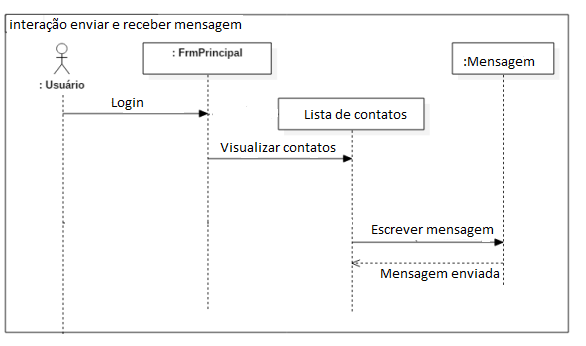 interação enviar e receber mensagem
: FrmPrincipal
:Mensagem
: Usuário
Login
Lista de contatos
Visualizar contatos
Escrever mensagem
Mensagem enviada